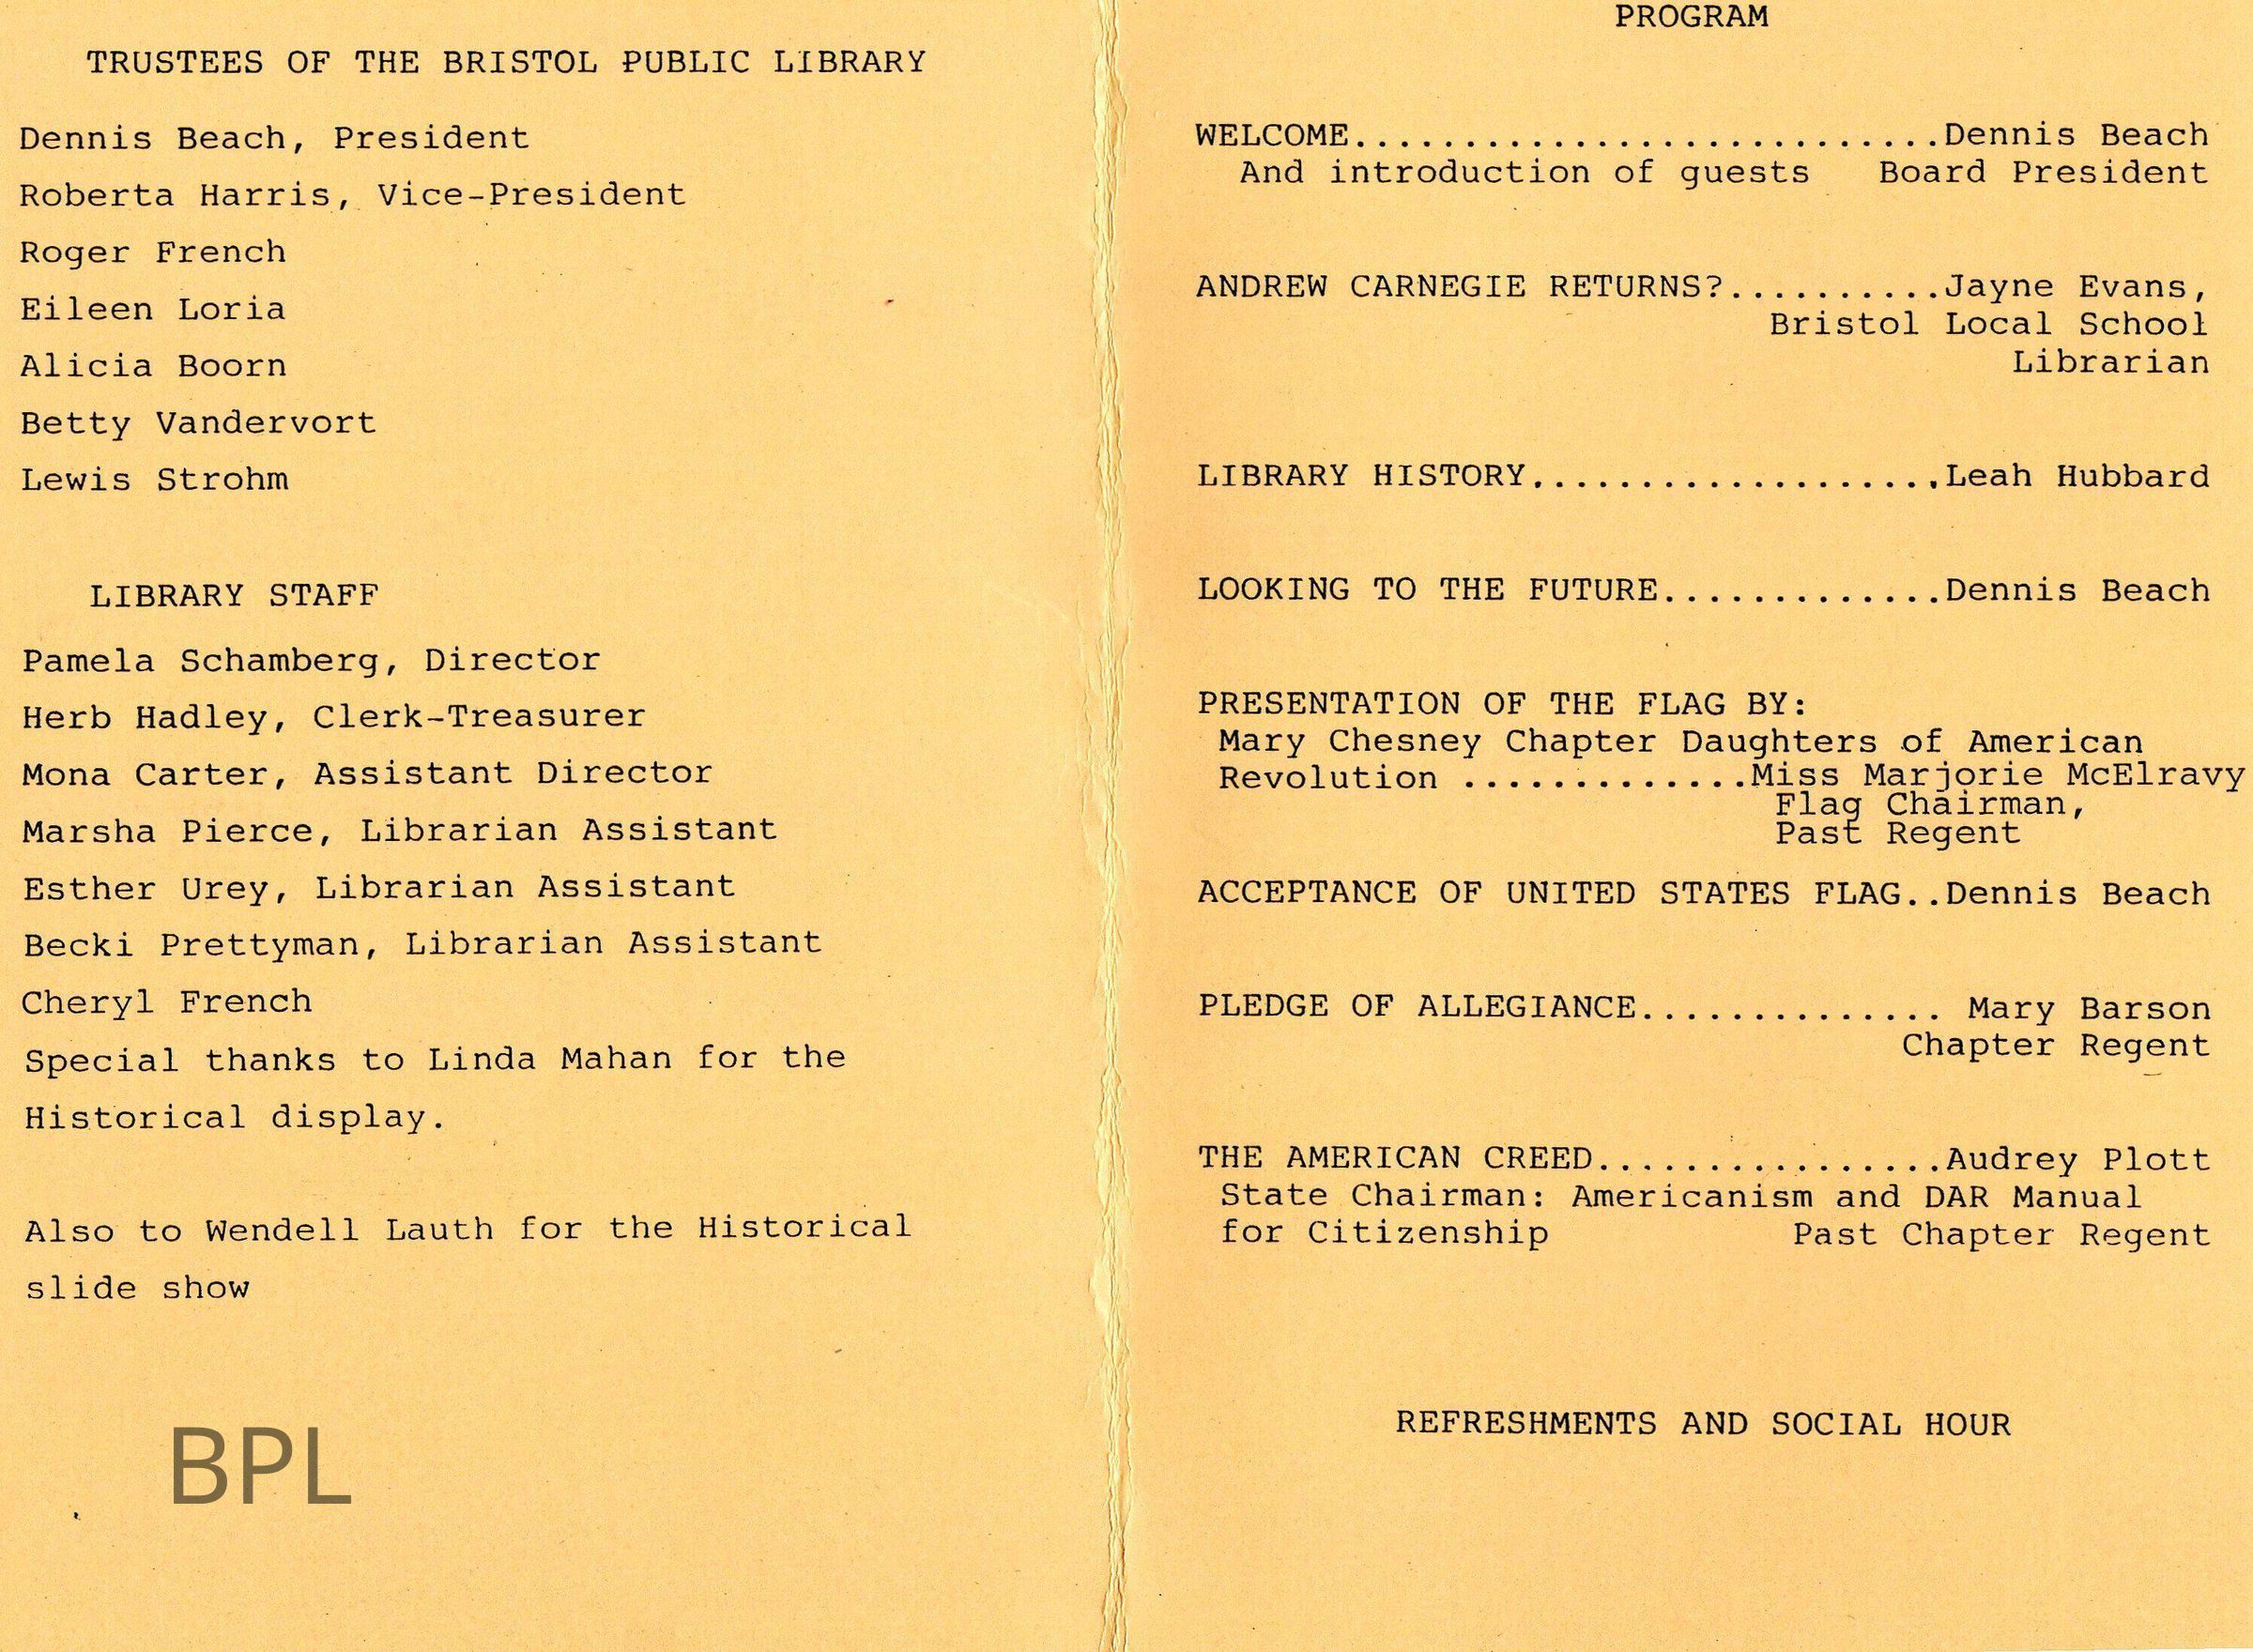 TRUSTEES OF THE BRISTOL PUBLIC LIBRARY
Dennis Beach, President
Roberta Harris, Vice-President
Roger French
Eileen Loria
Alicia Boorn
Betty Vandervort
Lewis Strohm
LIBRARY STAFF
Pamela Schamberg, Director
Herb Hadley, Clerk-Treasurer
Mona Carter, Assistant Director
Marsha Pierce, Librarian Assistant
Esther Urey, Librarian Assistant
Becki Prettyman, Librarian Assistant
Cheryl French
Special thanks to Linda Mahan for the
Historical display.
Also to Wendell Lauth for the Historical
slide show
BPL
PROGRAM
WELCOME...........................Dennis Beach
And introduction of guests Board President
ANDREW CARNEGIE RETURNS?..........Jayne Evans,
Bristol Local School
Librarian
LIBRARY HISTORY...................Leah Hubbard
LOOKING TO THE FUTURE.............Dennis Beach
PRESENTATION OF THE FLAG BY:
Mary Chesney Chapter Daughters of American
Revolution .............Miss Marjorie McElravy
Flag Chairman,
Past Regent
ACCEPTANCE OF UNITED STATES FLAG..Dennis Beach
PLEDGE OF ALLEGIANCE.............. Mary Barson
Chapter Regent
THE AMERICAN CREED................Audrey Plott
State Chairman: Americanism and DAR Manual
for Citizenship Past Chapter Regent
REFRESHMENTS AND SOCIAL HOUR